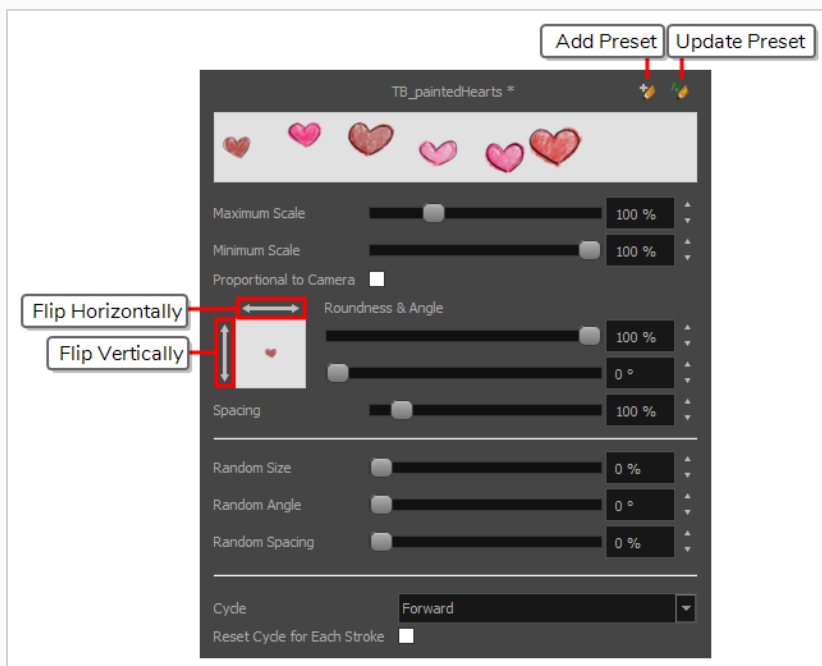 Add Preset Update Preset
TB_paintedHearts *
Maximum Scale 100 %
Minimum Scale 100 %
Proportional to Camera
Flip Horizontally Roundness & Angle
100 %
Flip Vertically
0 °
Spacing 100 %
Random Size 0 %
Random Angle 0 °
Random Spacing 0 %
Cycle Forward
Reset Cycle for Each Stroke